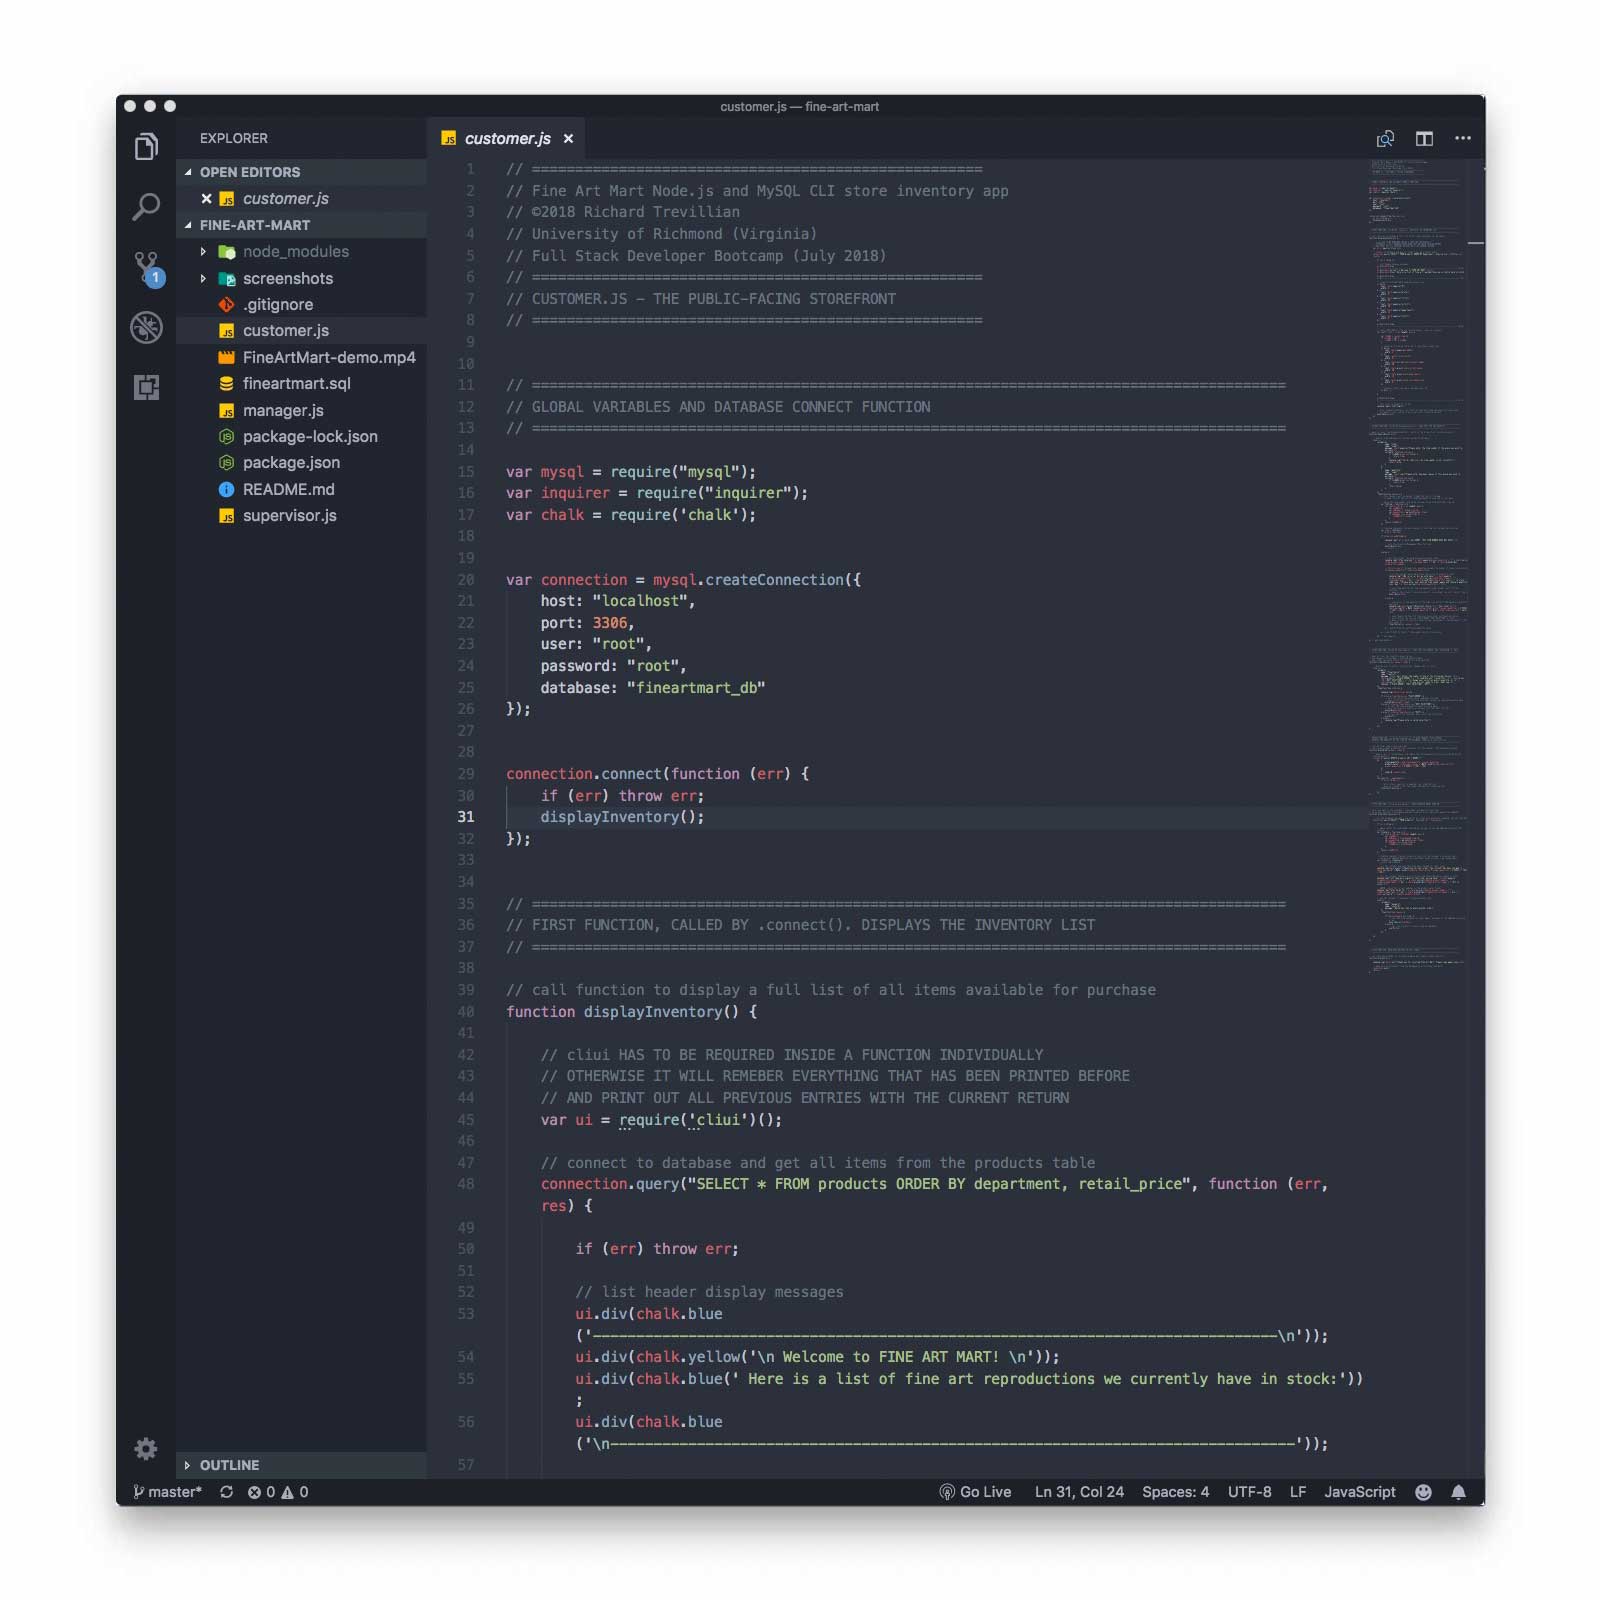 customer.js — fine-art-mart
EXPLORER
OPEN EDITORS
customer.js
FINE-ART-MART
node_modules
screenshots
.gitignore
customer.js
FineArtMart-demo.mp4
fineartmart.sql
manager.js
package-lock.json
package.json
README.md
supervisor.js
OUTLINE
1
customer.js
1 // ====================================================
2 // Fine Art Mart Node.js and MySQL CLI store inventory app
3 // ©2018 Richard Trevillian
4 // University of Richmond (Virginia)
5 // Full Stack Developer Bootcamp (July 2018)
6 // ====================================================
7 // CUSTOMER.JS - THE PUBLIC-FACING STOREFRONT
8 // ====================================================
9
10
11 // =======================================================================================
12 // GLOBAL VARIABLES AND DATABASE CONNECT FUNCTION
13 // =======================================================================================
14
15 var mysql = require("mysql");
16 var inquirer = require("inquirer");
17 var chalk = require('chalk');
18
19
20 var connection = mysql.createConnection({
21     host: "localhost",
22     port: 3306,
23     user: "root",
24     password: "root",
25     database: "fineartmart_db"
26 });
27
28
29 connection.connect(function (err) {
30     if (err) throw err;
31     displayInventory();
32 });
33
34
35 // =======================================================================================
36 // FIRST FUNCTION, CALLED BY .connect(). DISPLAYS THE INVENTORY LIST
37 // =======================================================================================
38
39 // call function to display a full list of all items available for purchase
40 function displayInventory() {
41
42     // cliui HAS TO BE REQUIRED INSIDE A FUNCTION INDIVIDUALLY
43     // OTHERWISE IT WILL REMEBER EVERYTHING THAT HAS BEEN PRINTED BEFORE
44     // AND PRINT OUT ALL PREVIOUS ENTRIES WITH THE CURRENT RETURN
45     var ui = require('cliui')();
46
47     // connect to database and get all items from the products table
48     connection.query("SELECT * FROM products ORDER BY department, retail_price", function (err,
res) {
49
50         if (err) throw err;
51
52         // list header display messages
53         ui.div(chalk.blue
('-------------------------------------------------------------------------------\n'));
54         ui.div(chalk.yellow('\n Welcome to FINE ART MART! \n'));
55         ui.div(chalk.blue(' Here is a list of fine art reproductions we currently have in stock:'))
;
56         ui.div(chalk.blue
('\n-------------------------------------------------------------------------------'));
57
master* 0 0 Go Live Ln 31, Col 24 Spaces: 4 UTF-8 LF JavaScript